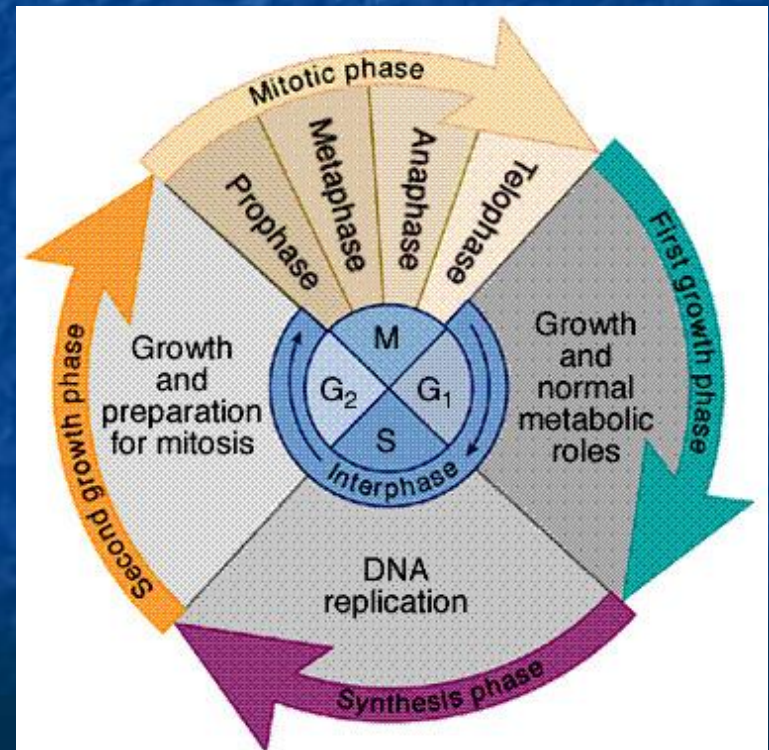 Mitotic phase
Prophase
Metaphase
Anaphase
Telophase
First growth phase
Growth
and
normal
metabolic
roles
Growth
and
preparation
for mitosis
Second growth phase
M
G₂
G₁
S
Interphase
DNA
replication
Synthesis phase